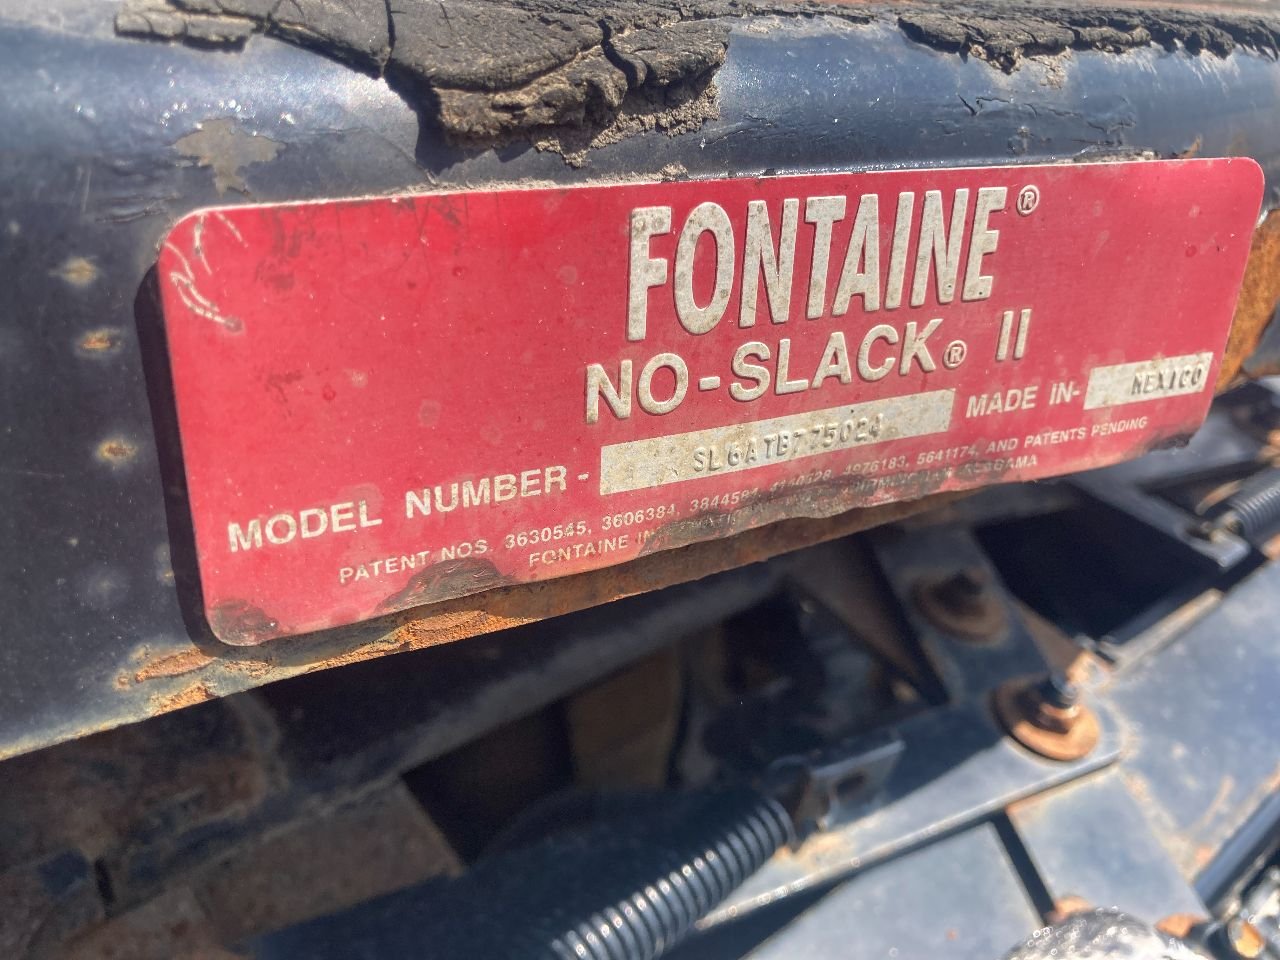 FONTAINE®
NO-SLACK® II
MODEL NUMBER - SL6ATB775024 MADE IN- MEXICO
PATENT NOS. 3630545, 3606384, 3844584, 4976183, 5641174, AND PATENTS PENDING
FONTAINE